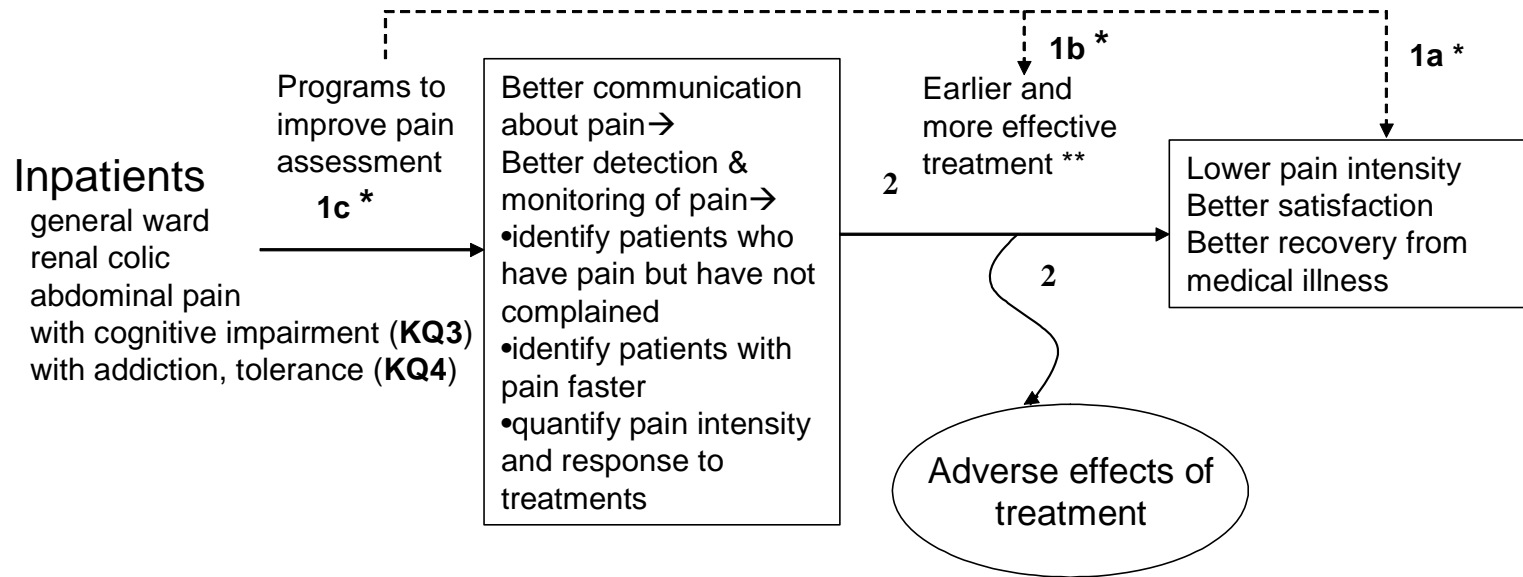 1b *
1a *
Programs to
improve pain
assessment
1c *
Inpatients
general ward
renal colic
abdominal pain
with cognitive impairment (KQ3)
with addiction, tolerance (KQ4)
Better communication
about pain→
Better detection &
monitoring of pain→
•identify patients who
have pain but have not
complained
•identify patients with
pain faster
•quantify pain intensity
and response to
treatments
Earlier and
more effective
treatment **
2
2
Lower pain intensity
Better satisfaction
Better recovery from
medical illness
Adverse effects of
treatment